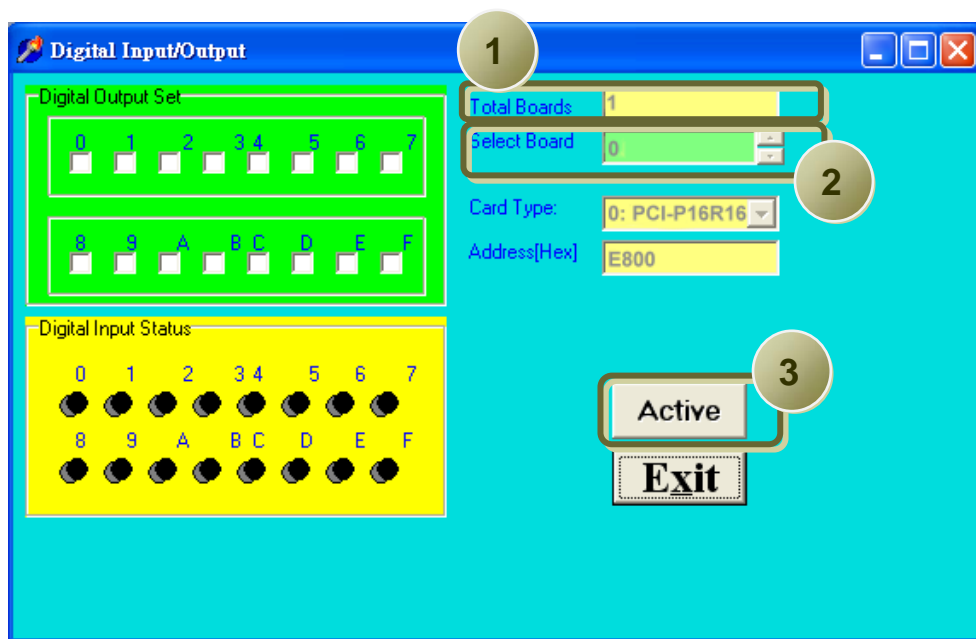 Digital Input/Output
1
Total Boards 1
Select Board 0
2
Card Type: 0: PCI-P16R16
Address[Hex] E800
Digital Output Set
0 1 2 3 4 5 6 7
8 9 A B C D E F
Digital Input Status
0 1 2 3 4 5 6 7
8 9 A B C D E F
3
Active
Exit